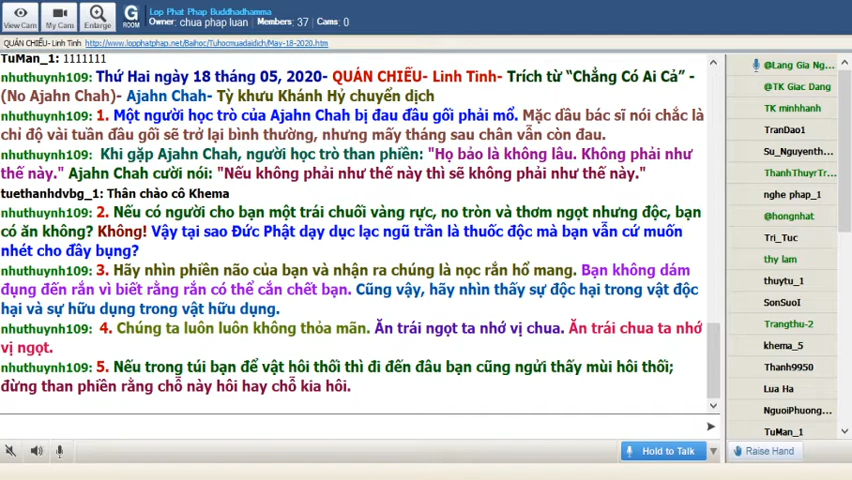 View Cam
My Cam
Enlarge
G
ROOM
Lop Phat Phap Buddhadhamma
Owner: chua phap luan Members: 37 Cams: 0
QUÁN CHIẾU- Linh Tinh http://www.lopphatphap.net/Baihoc/Tuhocmuadaidich/May-18-2020.htm
TuMan_1: 1111111
nhuthuynh109: Thứ Hai ngày 18 tháng 05, 2020- QUÁN CHIẾU- Linh Tinh- Trích từ “Chẳng Có Ai Cả” -
(No Ajahn Chah)- Ajahn Chah- Tỳ khưu Khánh Hỷ chuyển dịch
nhuthuynh109: 1. Một người học trò của Ajahn Chah bị đau đầu gối phải mổ. Mặc dầu bác sĩ nói chắc là
chỉ độ vài tuần đầu gối sẽ trở lại bình thường, nhưng mấy tháng sau chân vẫn còn đau.
nhuthuynh109: Khi gặp Ajahn Chah, người học trò than phiền: "Họ bảo là không lâu. Không phải như
thế này." Ajahn Chah cười nói: "Nếu không phải như thế này thì sẽ không phải như thế này."
tuethanhdvbg_1: Thân chào cô Khema
nhuthuynh109: 2. Nếu có người cho bạn một trái chuối vàng rực, no tròn và thơm ngọt nhưng độc, bạn
có ăn không? Không! Vậy tại sao Đức Phật dạy dục lạc ngũ trần là thuốc độc mà bạn vẫn cứ muốn
nhét cho đầy bụng?
nhuthuynh109: 3. Hãy nhìn phiền não của bạn và nhận ra chúng là nọc rắn hổ mang. Bạn không dám
đụng đến rắn vì biết rằng rắn có thể cắn chết bạn. Cũng vậy, hãy nhìn thấy sự độc hại trong vật độc
hại và sự hữu dụng trong vật hữu dụng.
nhuthuynh109: 4. Chúng ta luôn luôn không thỏa mãn. Ăn trái ngọt ta nhớ vị chua. Ăn trái chua ta nhớ
vị ngọt.
nhuthuynh109: 5. Nếu trong túi bạn để vật hôi thối thì đi đến đâu bạn cũng ngửi thấy mùi hôi thối;
đừng than phiền rằng chỗ này hôi hay chỗ kia hôi.
@Lang Gia Ng...
@TK Giac Dang
TK minhhanh
TranDao1
Su_Nguyenth...
ThanhThuyrTr...
nghe phap_1
@hongnhat
Tri_Tuc
thy lam
thuytu_1
SonSuoI
Trangthu-2
khema_5
Thanh9950
Lua Ha
NguoiPhuong...
TuMan_1
Hold to Talk
Raise Hand